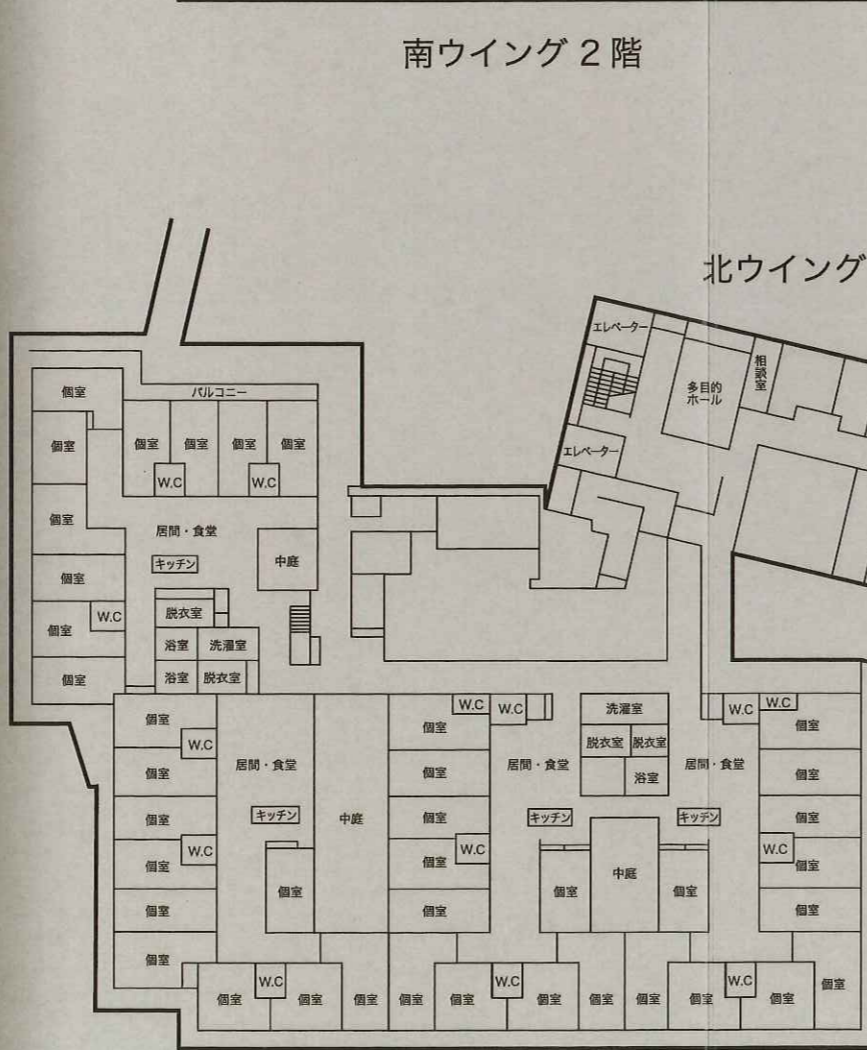 南ウイング 2 階
北ウイング
エレベーター
相談室
多目的
ホール
エレベーター
個室
バルコニー
個室
個室
個室
個室
個室
W.C
W.C
個室
居間・食堂
キッチン
中庭
個室
W.C
個室
脱衣室
浴室
洗濯室
個室
浴室
脱衣室
個室
W.C
個室
居間・食堂
個室
キッチン
中庭
個室
W.C
個室
個室
個室
W.C
W.C
個室
個室
個室
W.C
個室
個室
居間・食堂
キッチン
洗濯室
脱衣室
脱衣室
浴室
居間・食堂
キッチン
W.C
W.C
個室
個室
個室
W.C
個室
個室
個室
中庭
個室
個室
W.C
個室
個室
個室
個室
W.C
個室
個室
個室
個室
W.C
個室
個室